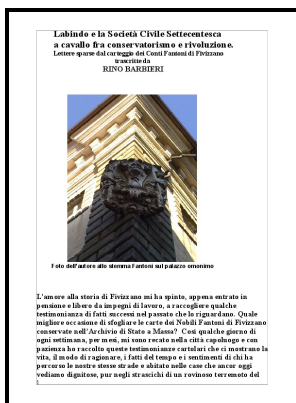 Labindo e la Società Civile Settecentesca
a cavallo fra conservatorismo e rivoluzione.
Lettere sparse dal carteggio dei Conti Fantoni di Fivizzano
trascritte da
RINO BARBIERI
Foto dell'autore allo stemma Fantoni sul palazzo omonimo
L'amore alla storia di Fivizzano mi ha spinto, appena entrato in
pensione e libero da impegni di lavoro, a raccogliere qualche
testimonianza di fatti successi nel passato che lo riguardano. Quale
migliore occasione di sfogliare le carte dei Nobili Fantoni di Fivizzano
conservate nell'Archivio di Stato a Massa? Così qualche giorno di
ogni settimana, per mesi, mi sono recato nella città capoluogo e con
pazienza ho raccolto queste testimonianze cartolari che ci mostrano la
vita, il modo di ragionare, i fatti del tempo e i sentimenti di chi ha
percorso le nostre stesse strade e abitato nelle case che ancor oggi
vediamo dignitose, pur negli strascichi di un rovinoso terremoto del
1